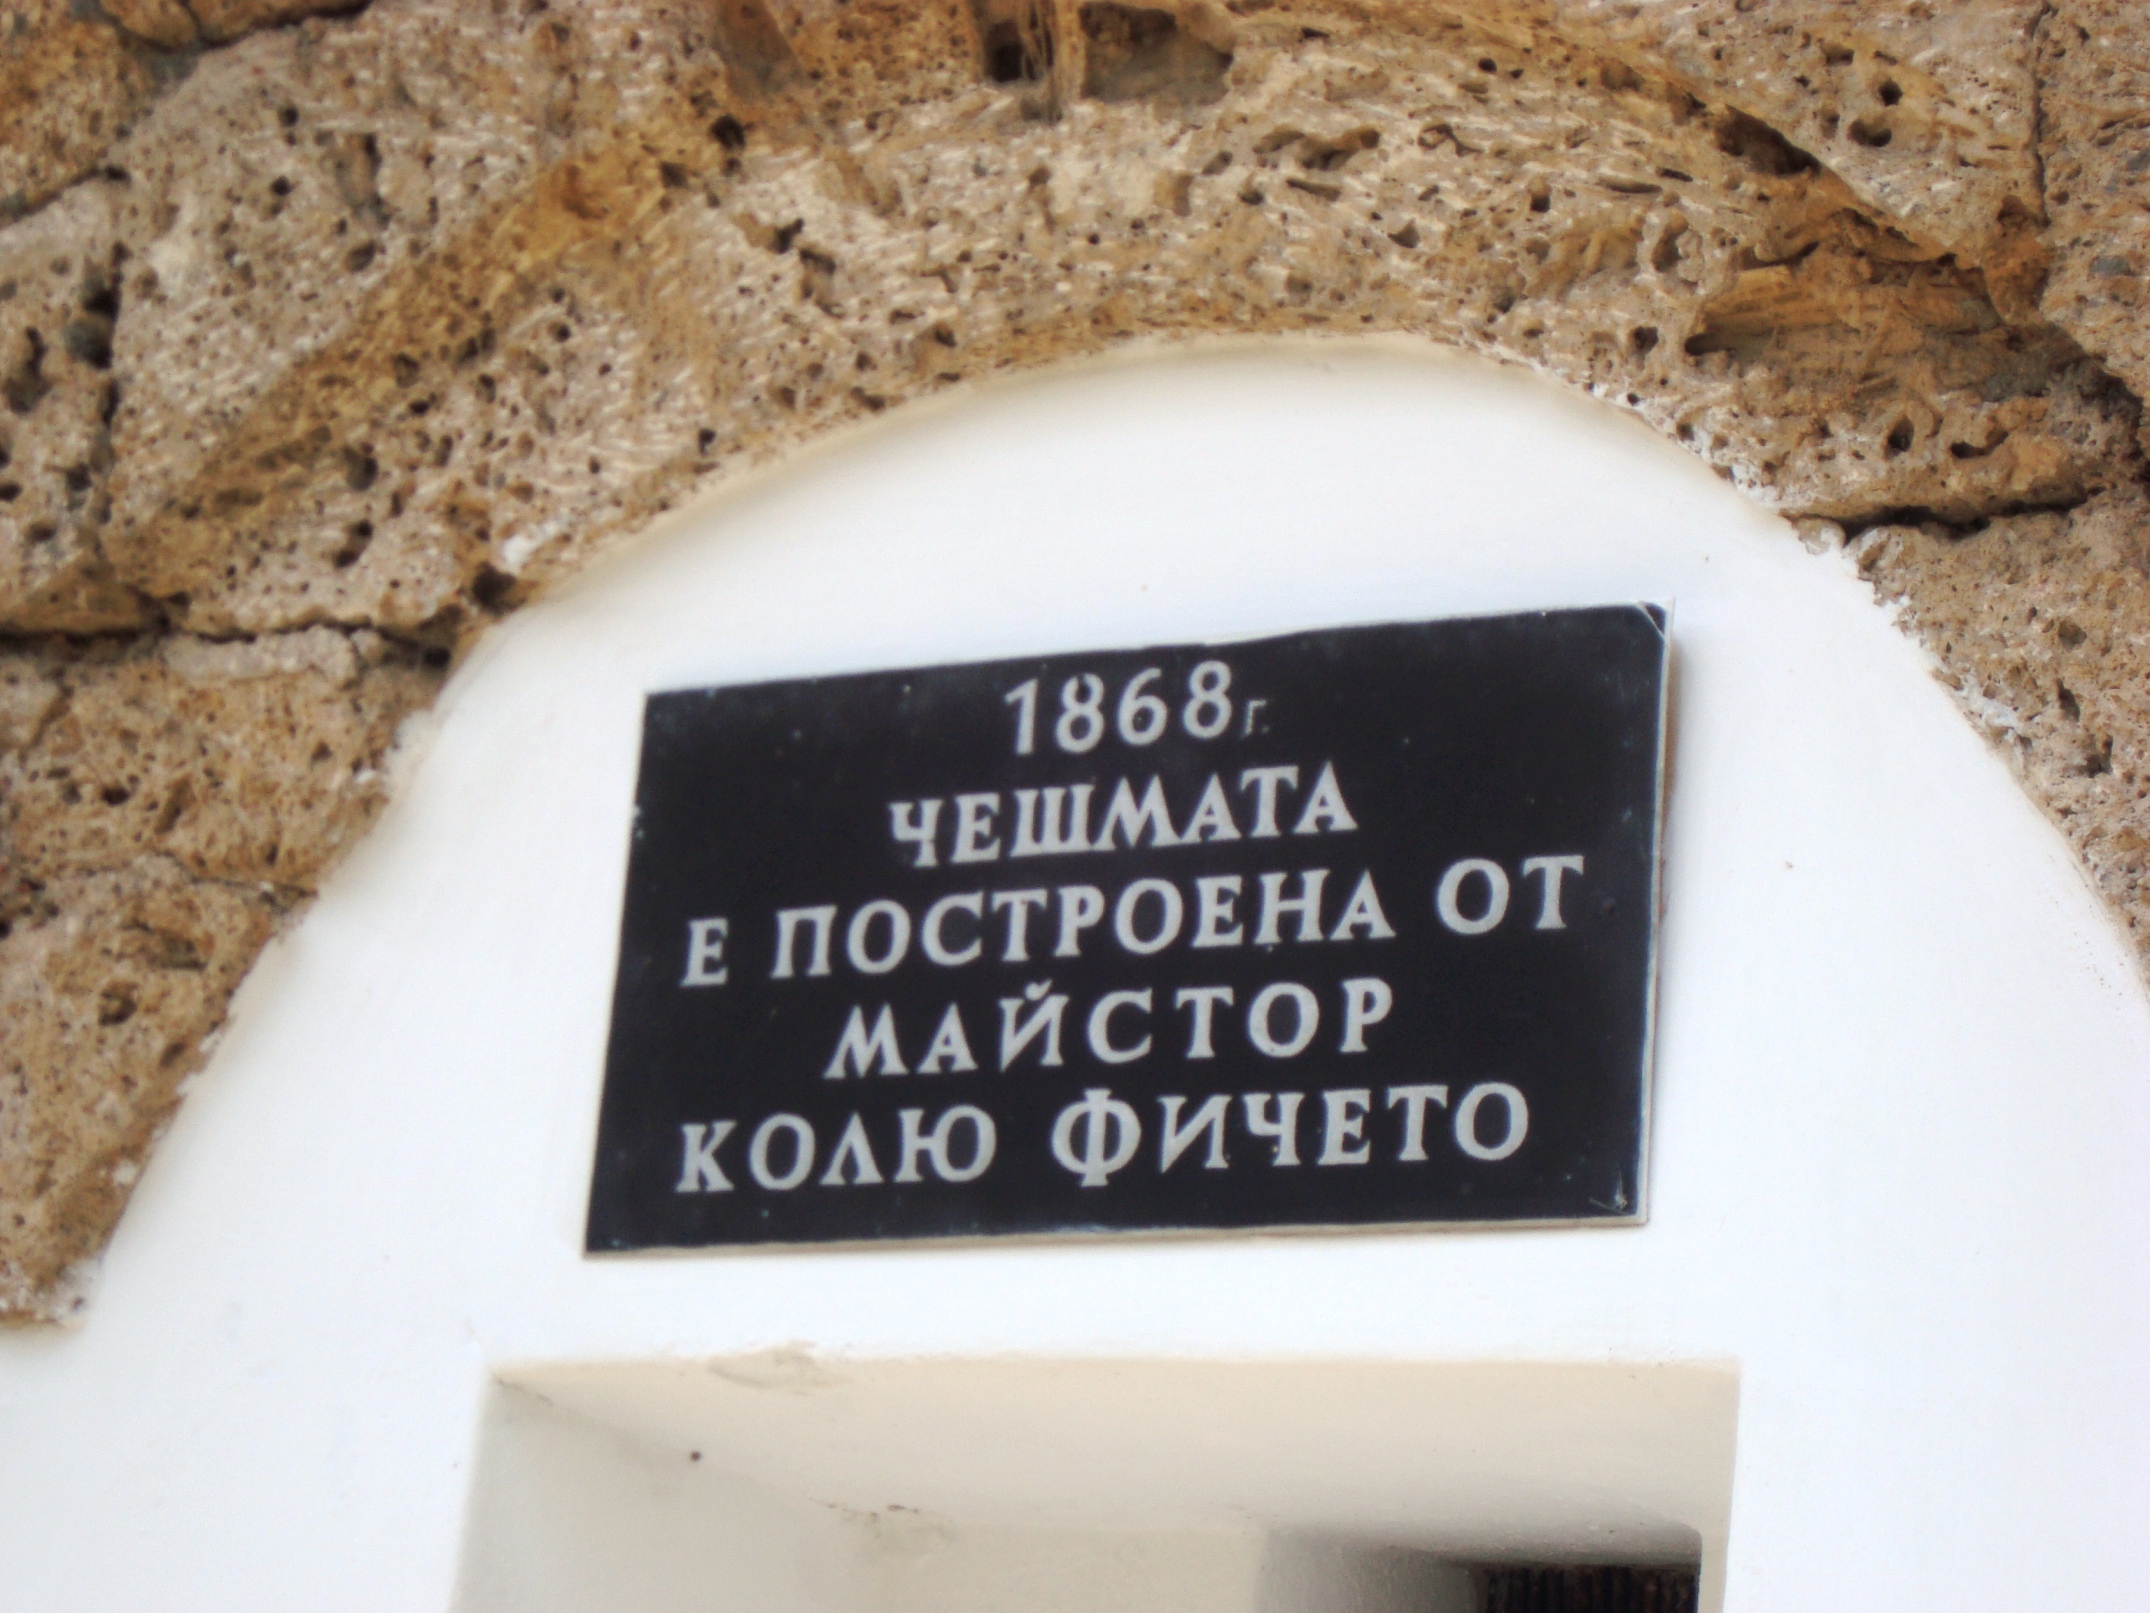 1868г.
ЧЕШМАТА
Е ПОСТРОЕНА ОТ
МАЙСТОР
КОЛЮ ФИЧЕТО